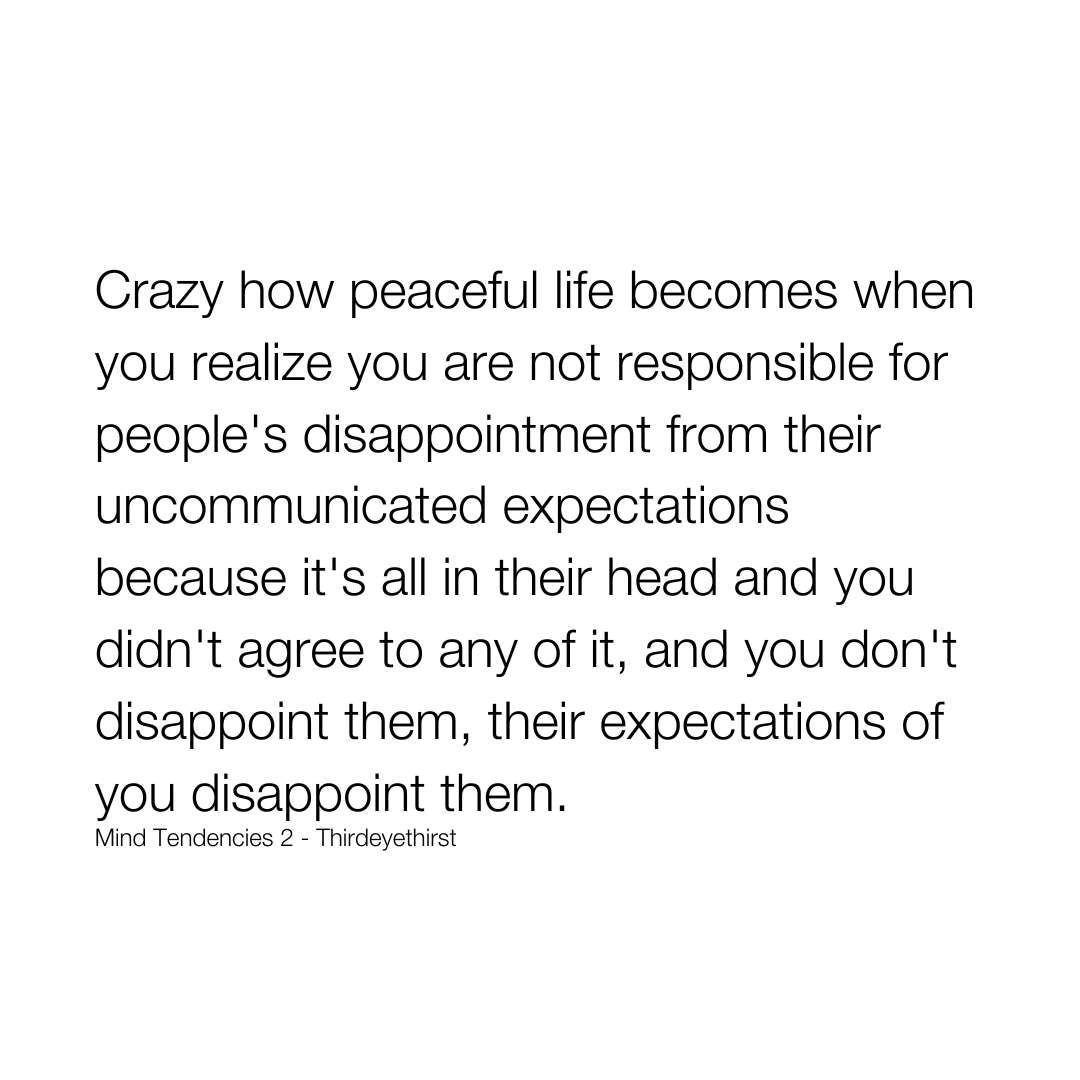 Crazy how peaceful life becomes when
you realize you are not responsible for
people's disappointment from their
uncommunicated expectations
because it's all in their head and you
didn't agree to any of it, and you don't
disappoint them, their expectations of
you disappoint them.
Mind Tendencies 2 - Thirdeyethirst